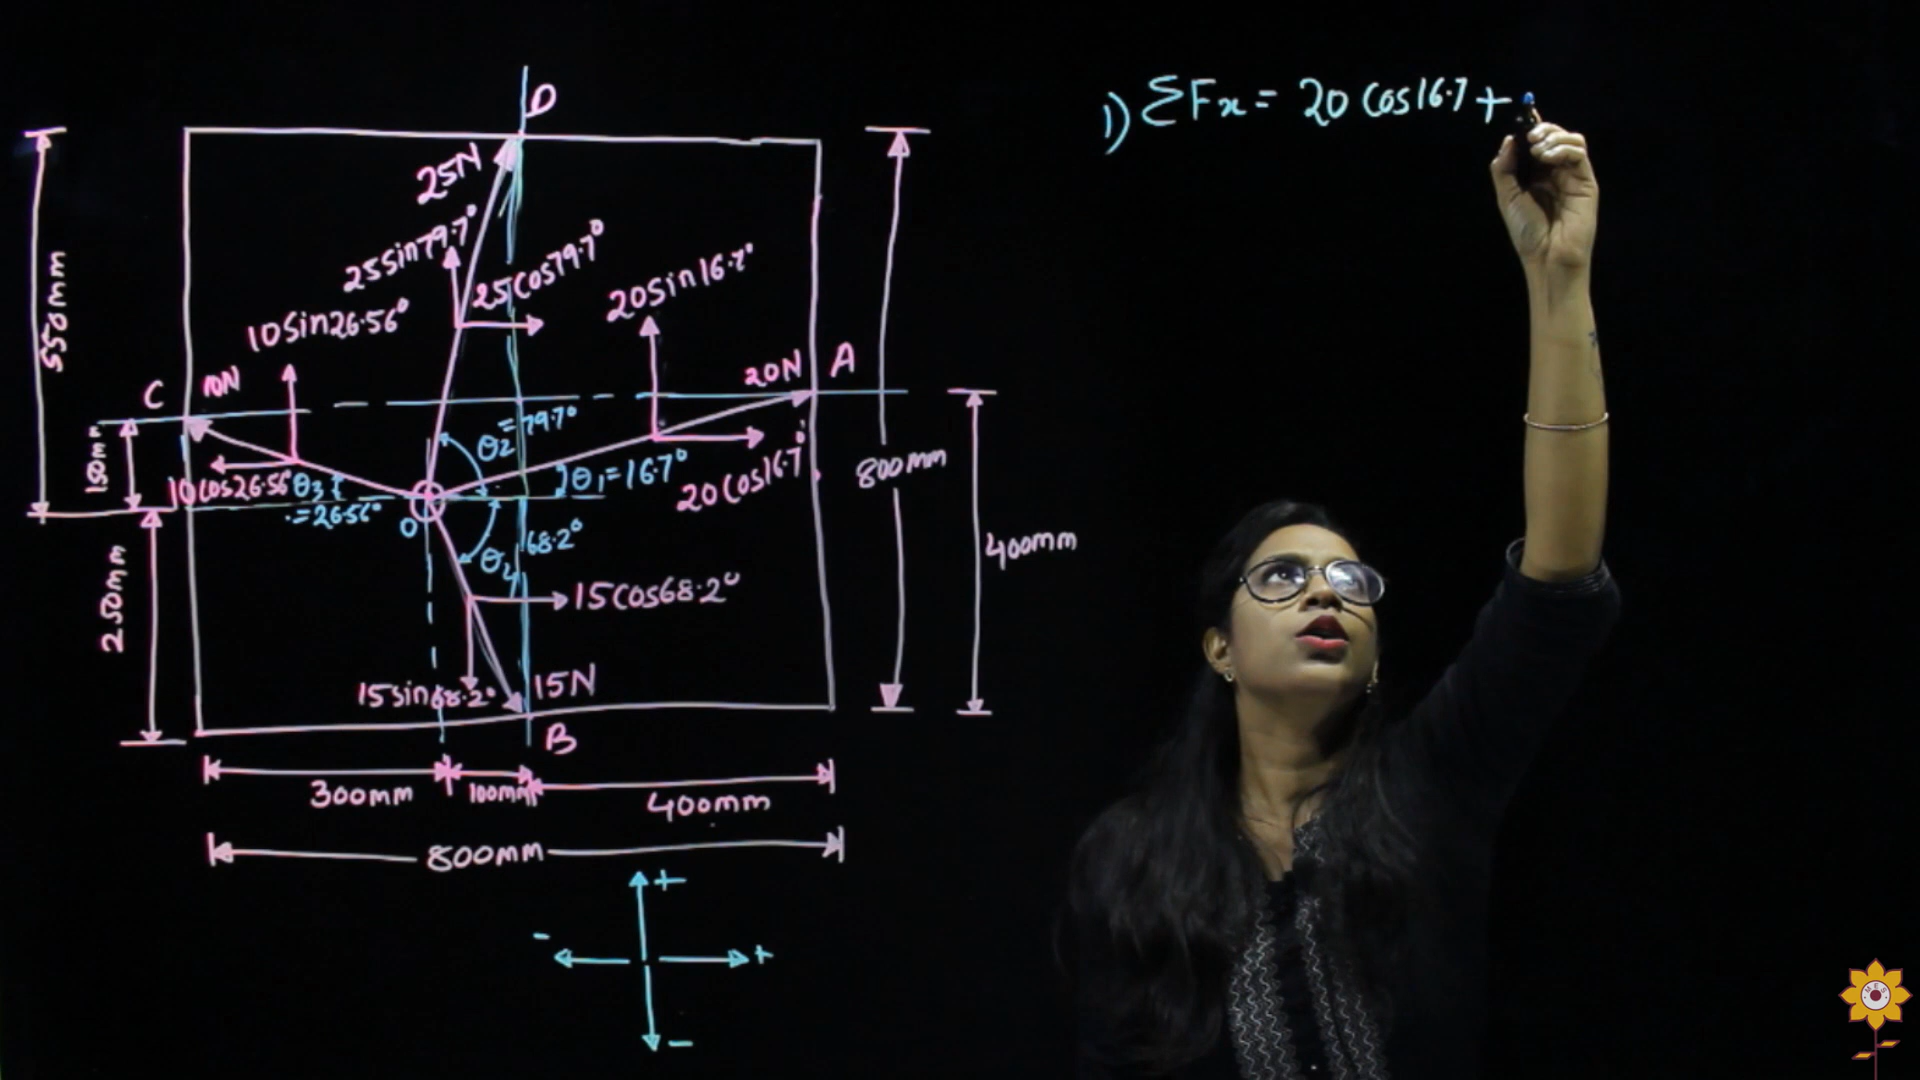 1) ΣFx = 20 cos16.7 +
D
25N
25sin79.7°
25cos79.7°
20sin16.7°
10sin26.56°
550mm
C
10N
20N
A
θ2 = 79.7°
150mm
10cos26.56°
θ3
= 26.56°
θ1 = 16.7°
20cos16.7°
800mm
O
θ4
68.2°
400mm
250mm
15cos68.2°
15sin68.2°
15N
B
300mm
100mm
400mm
800mm
+
-
+
-
MES